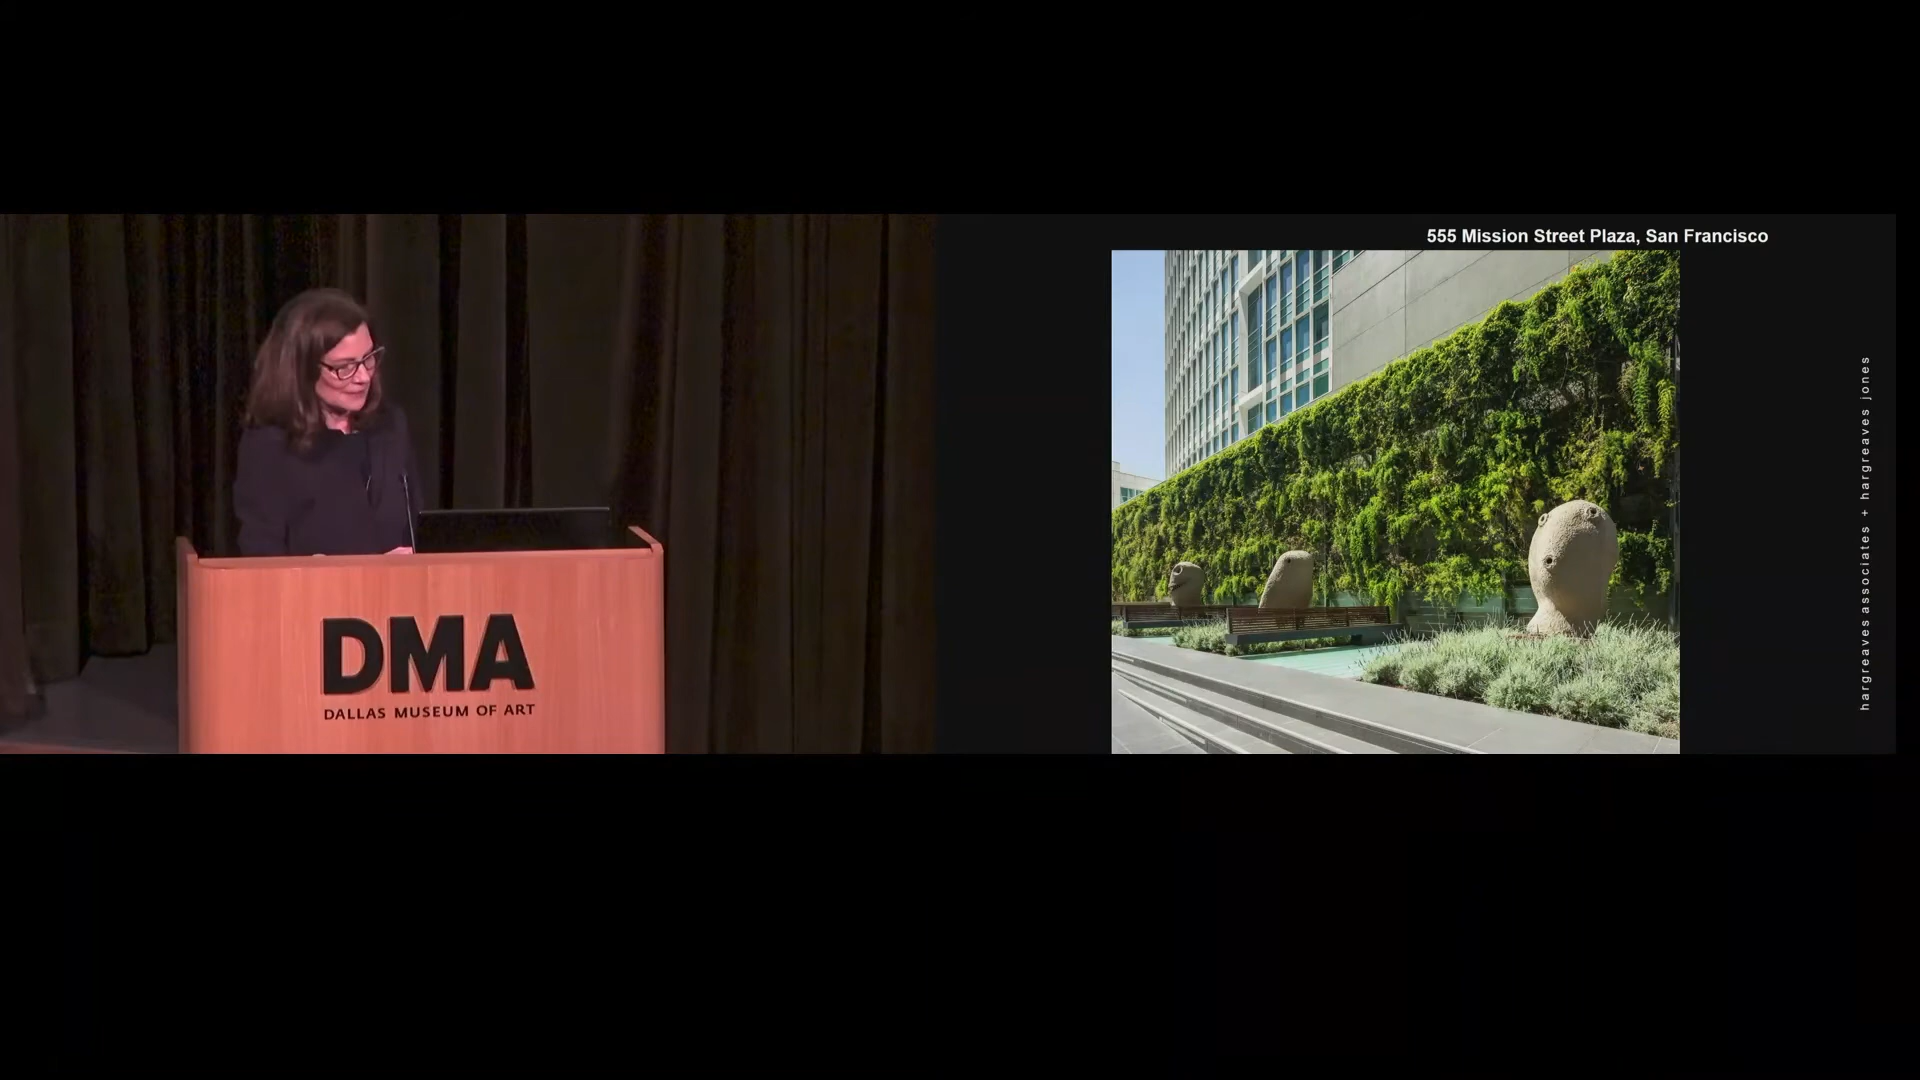 DMA
DALLAS MUSEUM OF ART
555 Mission Street Plaza, San Francisco
hargreaves associates + hargreaves jones